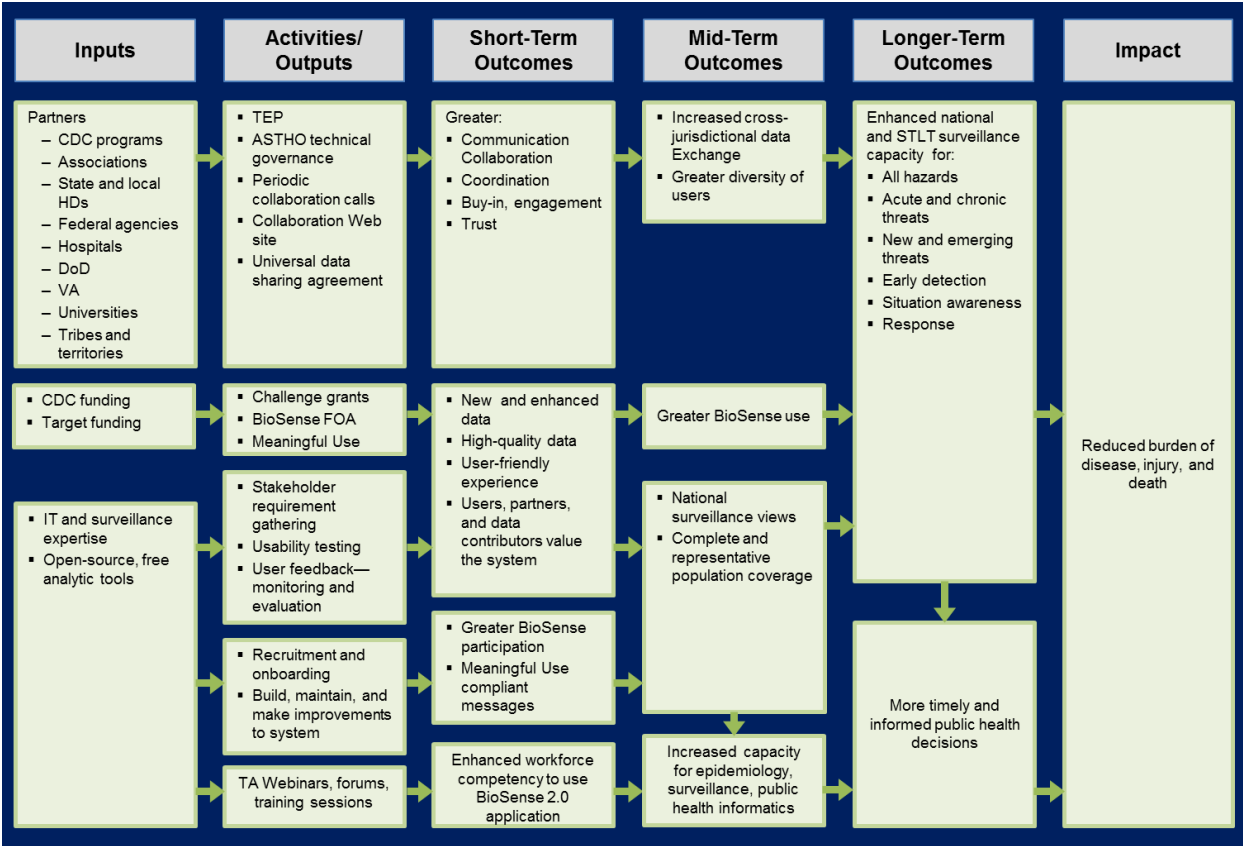 Inputs
Activities/
Outputs
Short-Term
Outcomes
Mid-Term
Outcomes
Longer-Term
Outcomes
Impact
Partners
– CDC programs
– Associations
– State and local
HDs
– Federal agencies
– Hospitals
– DoD
– VA
– Universities
– Tribes and
territories
▪ CDC funding
▪ Target funding
▪ IT and surveillance
expertise
▪ Open-source, free
analytic tools
▪ TEP
▪ ASTHO technical
governance
▪ Periodic
collaboration calls
▪ Collaboration Web
site
▪ Universal data
sharing agreement
▪ Challenge grants
▪ BioSense FOA
▪ Meaningful Use
▪ Stakeholder
requirement
gathering
▪ Usability testing
▪ User feedback—
monitoring and
evaluation
▪ Recruitment and
onboarding
▪ Build, maintain, and
make improvements
to system
TA Webinars, forums,
training sessions
Greater:
▪ Communication
Collaboration
▪ Coordination
▪ Buy-in, engagement
▪ Trust
▪ New and enhanced
data
▪ High-quality data
▪ User-friendly
experience
▪ Users, partners,
and data
contributors value
the system
▪ Greater BioSense
participation
▪ Meaningful Use
compliant
messages
Enhanced workforce
competency to use
BioSense 2.0
application
▪ Increased cross-
jurisdictional data
Exchange
▪ Greater diversity of
users
Greater BioSense use
▪ National
surveillance views
▪ Complete and
representative
population coverage
Increased capacity
for epidemiology,
surveillance, public
health informatics
Enhanced national
and STLT surveillance
capacity for:
▪ All hazards
▪ Acute and chronic
threats
▪ New and emerging
threats
▪ Early detection
▪ Situation awareness
▪ Response
More timely and
informed public health
decisions
Reduced burden of
disease, injury, and
death